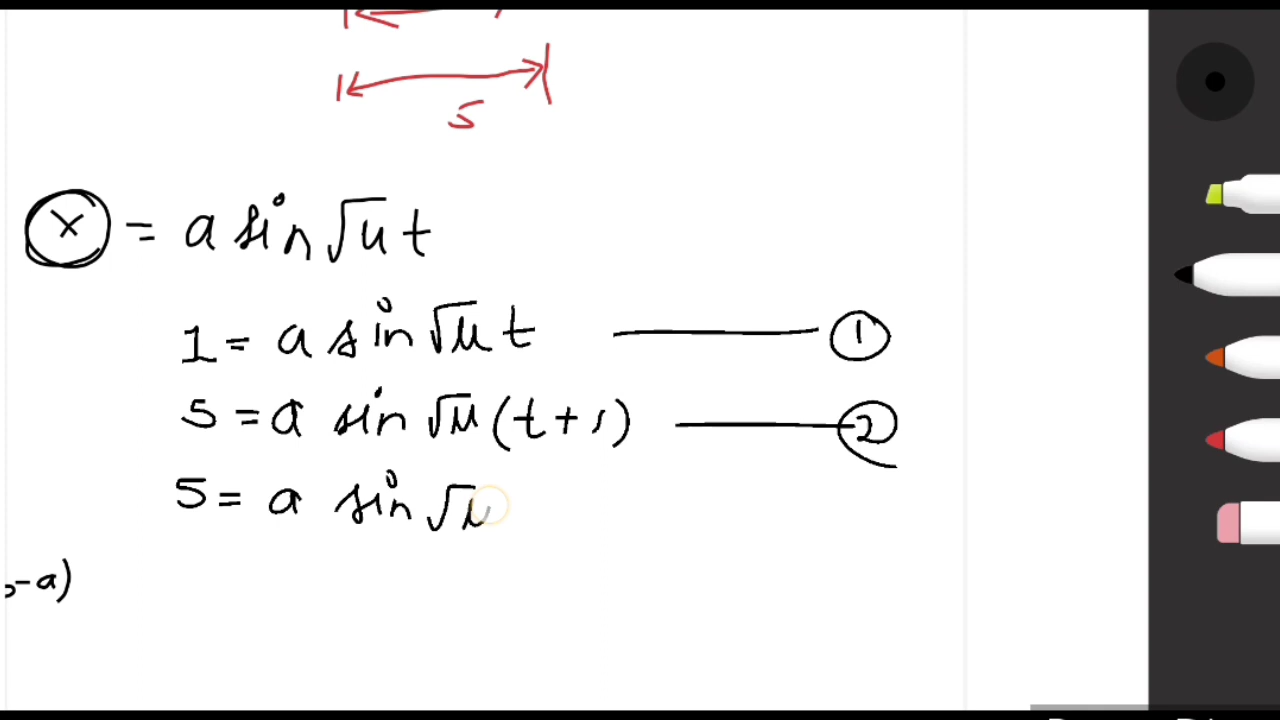 5
x = a sin √μ t
1 = a sin √μ t ——— ①
5 = a sin √μ (t + 1) ——— ②
5 = a sin √μ
-a)